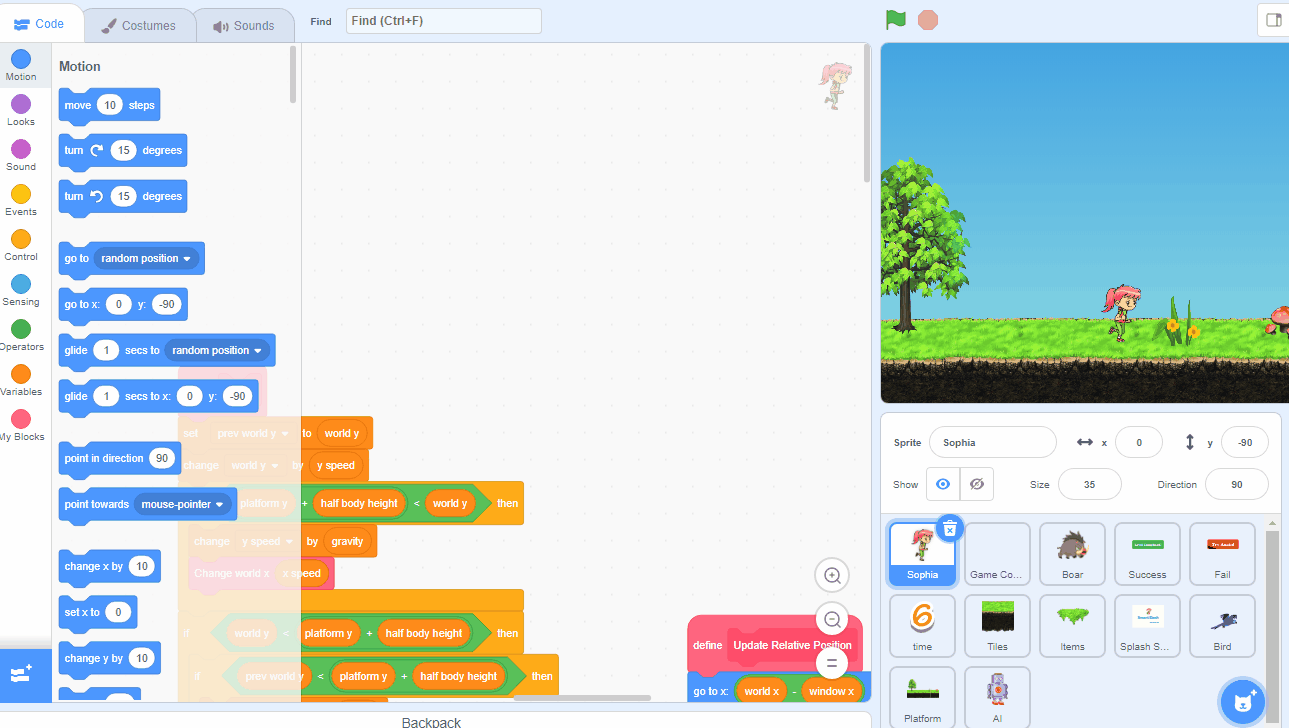 Code Costumes Sounds Find Find (Ctrl+F)
Motion
Looks
Sound
Events
Control
Sensing
Operators
Variables
My Blocks
Motion
move 10 steps
turn 15 degrees
turn 15 degrees
go to random position
go to x: 0 y: -90
glide 1 secs to random position
glide 1 secs to x: 0 y: -90
point in direction 90
point towards mouse-pointer
change x by 10
set x to 0
change y by 10
set prev world y to world y
change world y by y speed
platform y + half body height < world y then
change y speed by gravity
Change world x x speed
if world y < platform y + half body height then
if prev world y < platform y + half body height then
define Update Relative Position
go to x: world x - window x
Backpack
Sprite Sophia x 0 y -90
Show Size 35 Direction 90
Sophia Game Co... Boar Success Fail
time Tiles Items Splash S... Bird
Platform AI